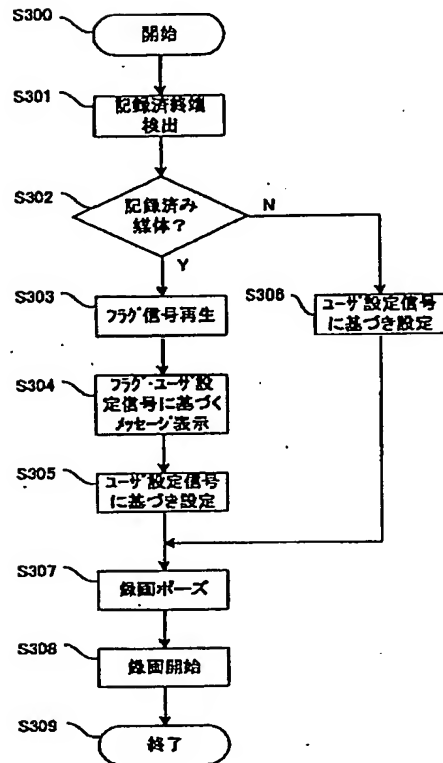 S300
開始
S301
記録済終端
検出
S302
記録済み
媒体？
N
Y
S303
フラグ信号再生
S306
ユーザ設定信号
に基づき設定
S304
フラグ・ユーザ設
定信号に基づく
メッセージ表示
S305
ユーザ設定信号
に基づき設定
S307
録画ポーズ
S308
録画開始
S309
終了